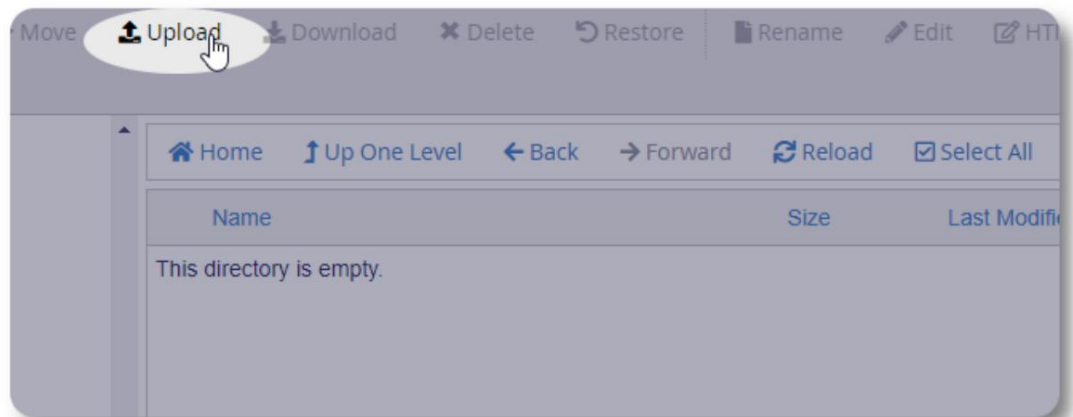 Move Upload Download Delete Restore Rename Edit
Home Up One Level Back Forward Reload Select All
Name Size Last
This directory is empty.